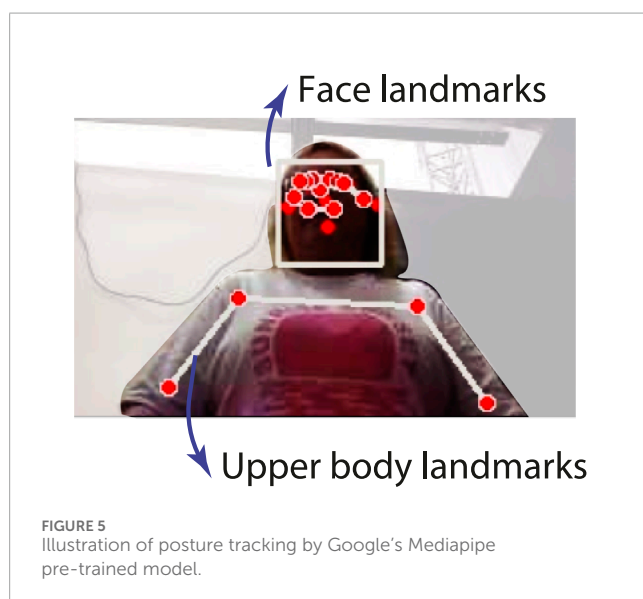 Face landmarks
Upper body landmarks
FIGURE 5
Illustration of posture tracking by Google's Mediapipe
pre-trained model.